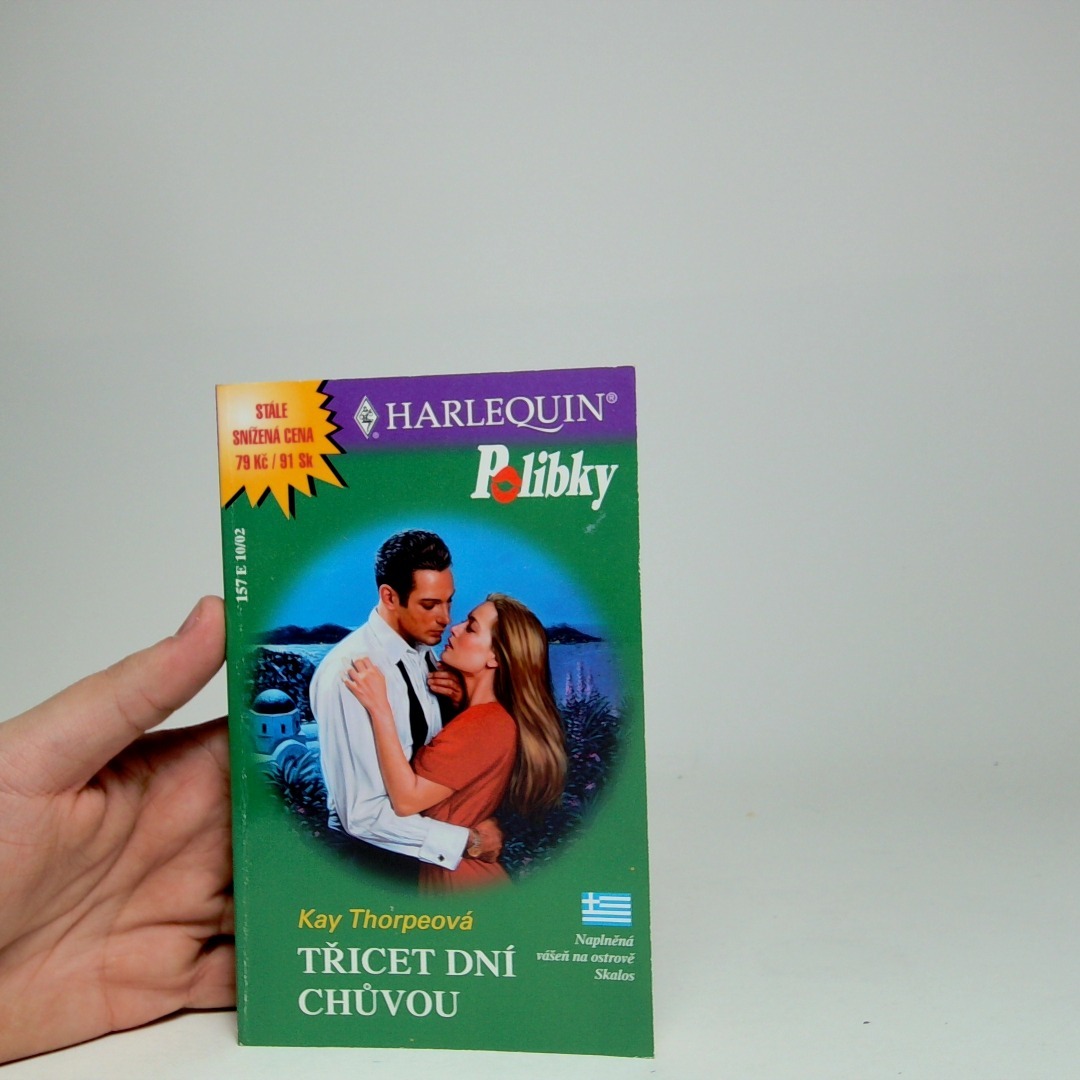 STÁLE
SNÍŽENÁ CENA
79 Kč / 91 Sk
HARLEQUIN®
Polibky
157 E 10/02
Kay Thorpeová
TŘICET DNÍ
CHŮVOU
Naplněná
vášeň na ostrově
Skalos